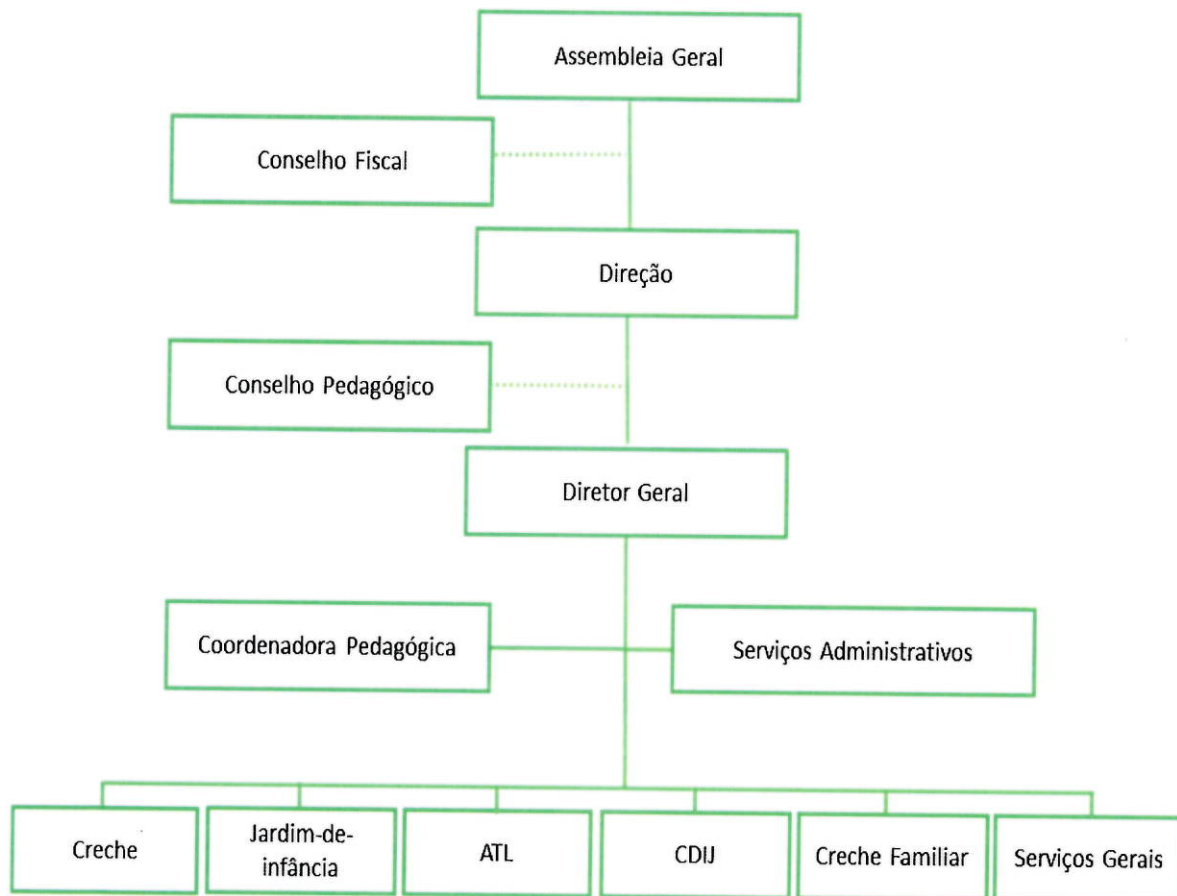 Assembleia Geral
Conselho Fiscal
Direção
Conselho Pedagógico
Diretor Geral
Coordenadora Pedagógica
Serviços Administrativos
Creche
Jardim-de-
infância
ATL
CDIJ
Creche Familiar
Serviços Gerais